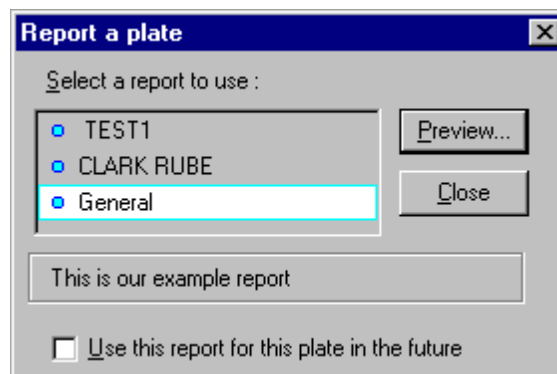 Report a plate
Select a report to use :
TEST1
CLARK RUBE
General
Preview...
Close
This is our example report
Use this report for this plate in the future